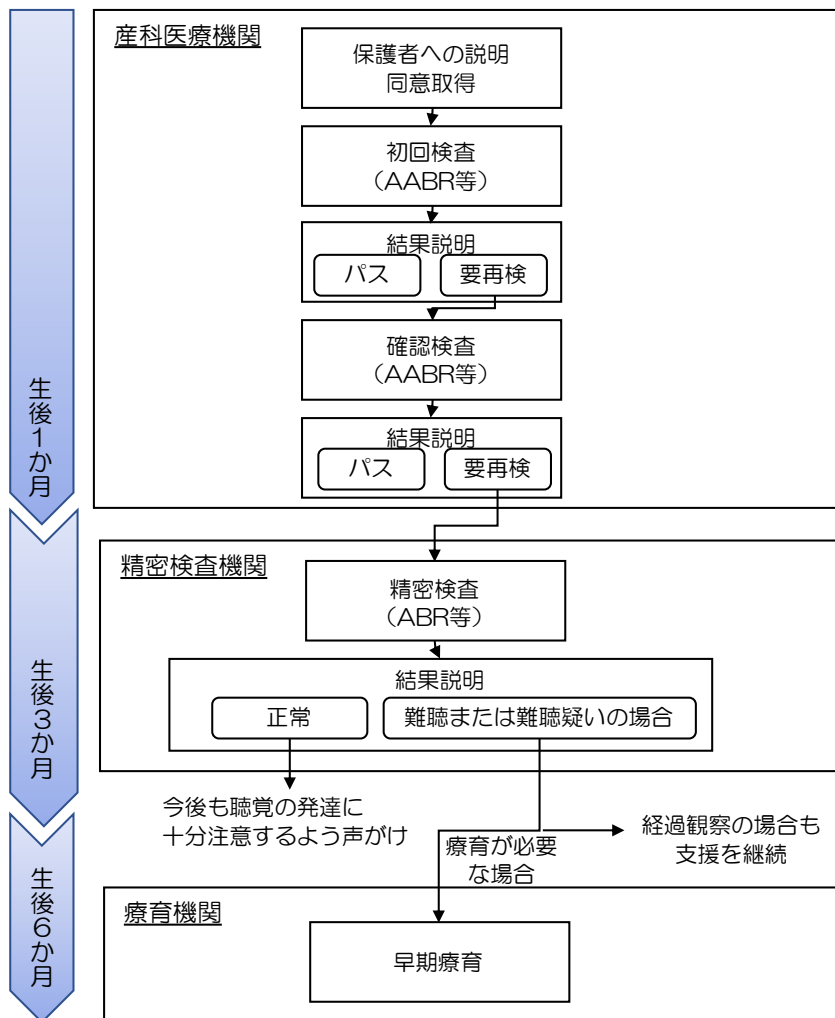 産科医療機関
保護者への説明
同意取得
初回検査
（AABR等）
結果説明
パス
要再検
確認検査
（AABR等）
結果説明
パス
要再検
生後1か月
精密検査機関
精密検査
（ABR等）
結果説明
正常
難聴または難聴疑いの場合
生後3か月
今後も聴覚の発達に
十分注意するよう声がけ
療育が必要
な場合
経過観察の場合も
支援を継続
療育機関
早期療育
生後6か月